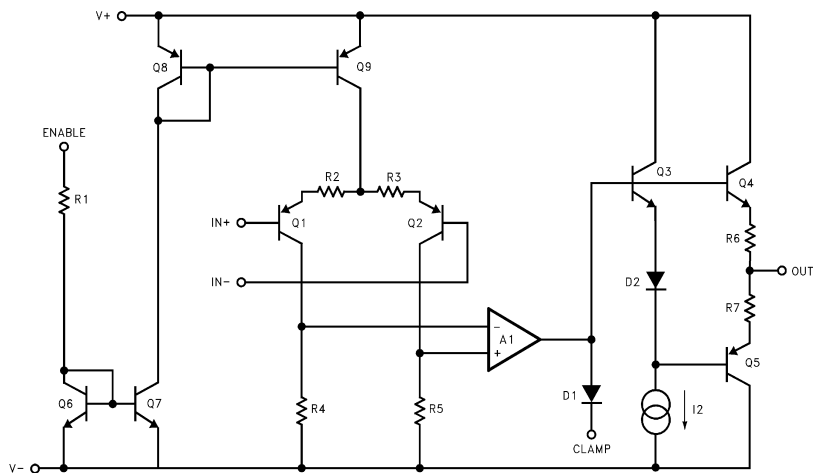 V+
Q8
Q9
ENABLE
R1
R2
R3
Q3
Q4
IN+
Q1
Q2
R6
IN-
D2
OUT
R7
-
A1
+
Q5
Q6
Q7
R4
R5
D1
I2
CLAMP
V-